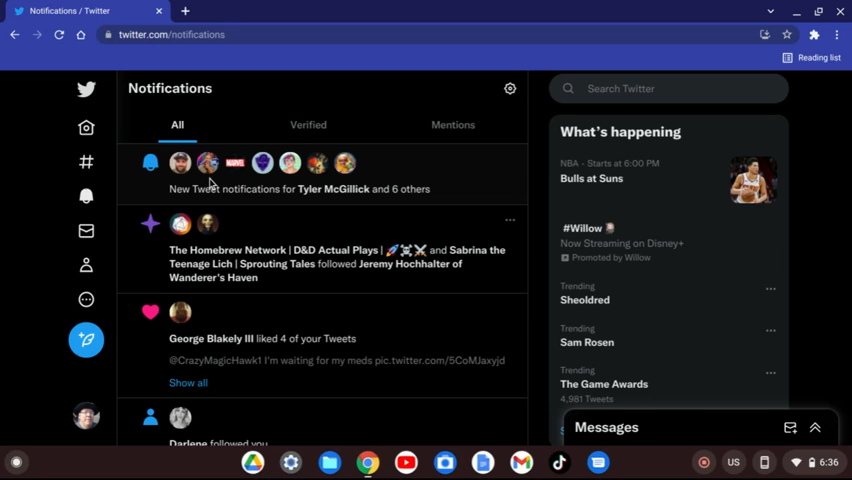 Notifications / Twitter
twitter.com/notifications
Reading list
Notifications
All
Verified
Mentions
MARVEL
New Tweet notifications for Tyler McGillick and 6 others
The Homebrew Network | D&D Actual Plays | 🚀☠️⚔️ and Sabrina the
Teenage Lich | Sprouting Tales followed Jeremy Hochhalter of
Wanderer's Haven
George Blakely III liked 4 of your Tweets
@CrazyMagicHawk1 I'm waiting for my meds pic.twitter.com/5CoMJaxyjd
Show all
Darlene followed you
Search Twitter
What's happening
NBA · Starts at 6:00 PM
Bulls at Suns
#Willow
Now Streaming on Disney+
Promoted by Willow
Trending
Sheoldred
Trending
Sam Rosen
Trending
The Game Awards
4,981 Tweets
Messages
US
6:36